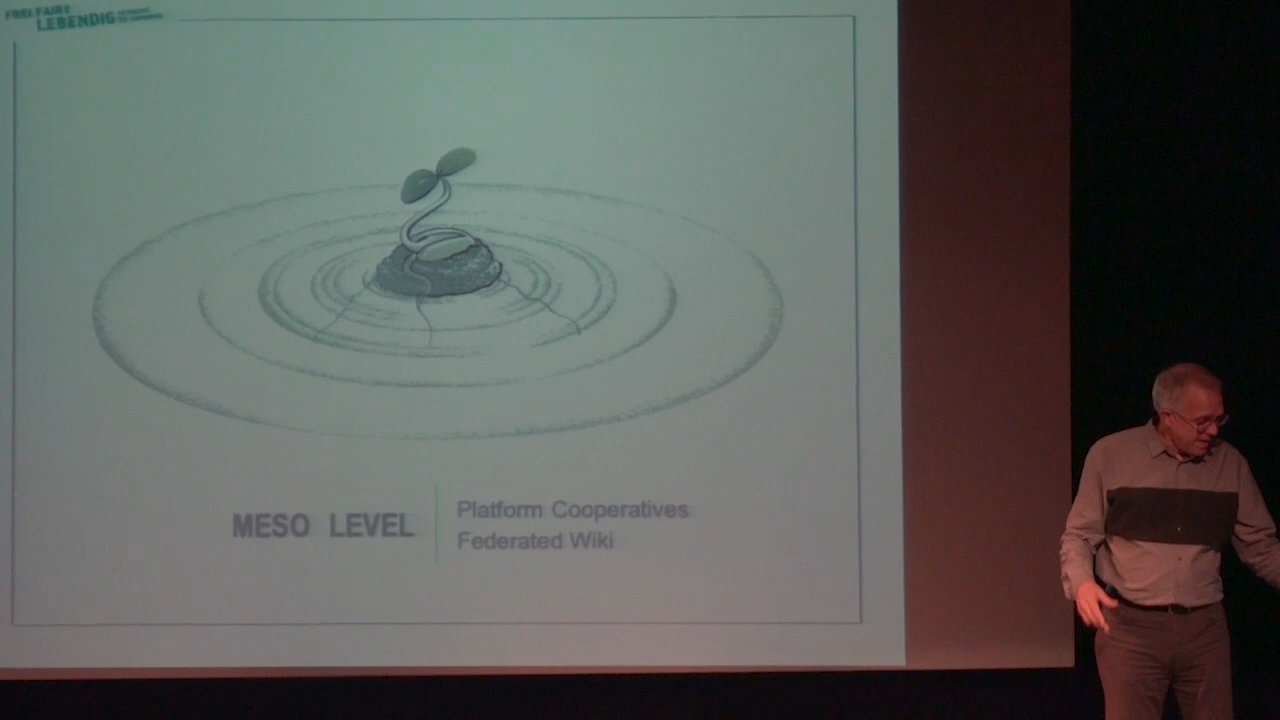 FREI FAIR &
LEBENDIG
MESO LEVEL
Platform Cooperatives
Federated Wiki